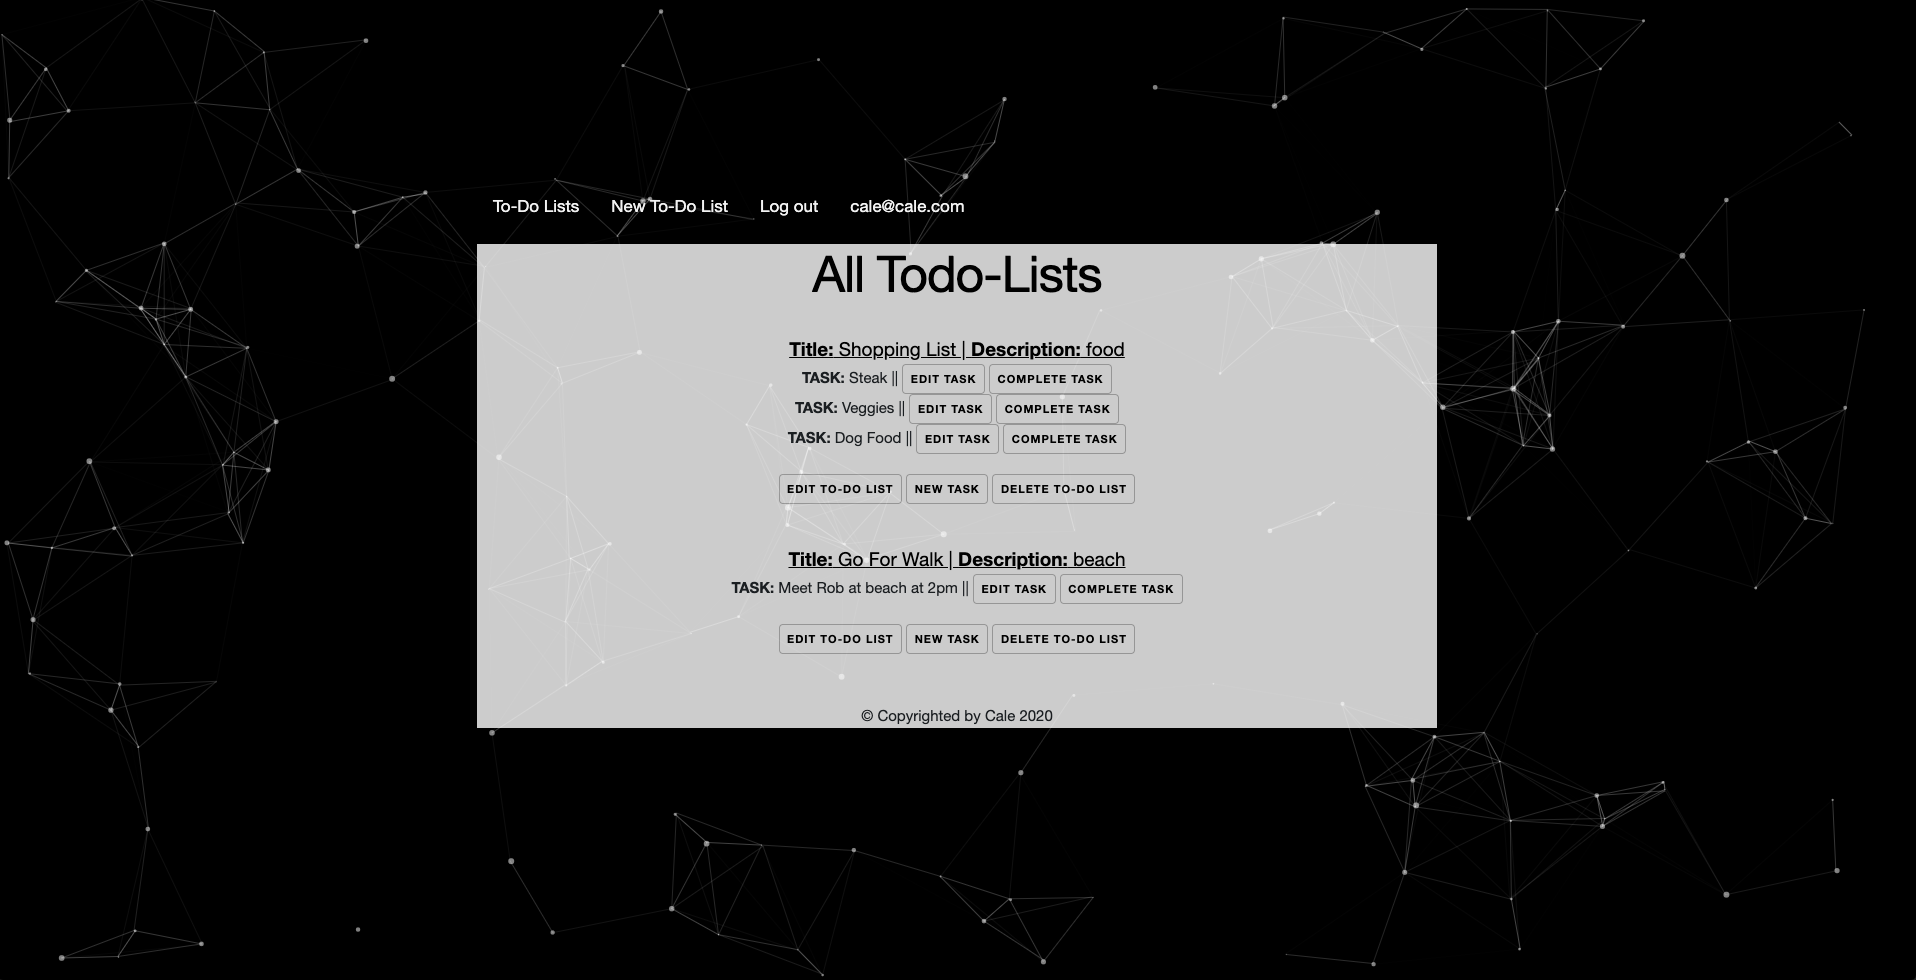 To-Do Lists New To-Do List Log out cale@cale.com
All Todo-Lists
Title: Shopping List | Description: food
TASK: Steak || EDIT TASK COMPLETE TASK
TASK: Veggies || EDIT TASK COMPLETE TASK
TASK: Dog Food || EDIT TASK COMPLETE TASK
EDIT TO-DO LIST NEW TASK DELETE TO-DO LIST
Title: Go For Walk | Description: beach
TASK: Meet Rob at beach at 2pm || EDIT TASK COMPLETE TASK
EDIT TO-DO LIST NEW TASK DELETE TO-DO LIST
© Copyrighted by Cale 2020